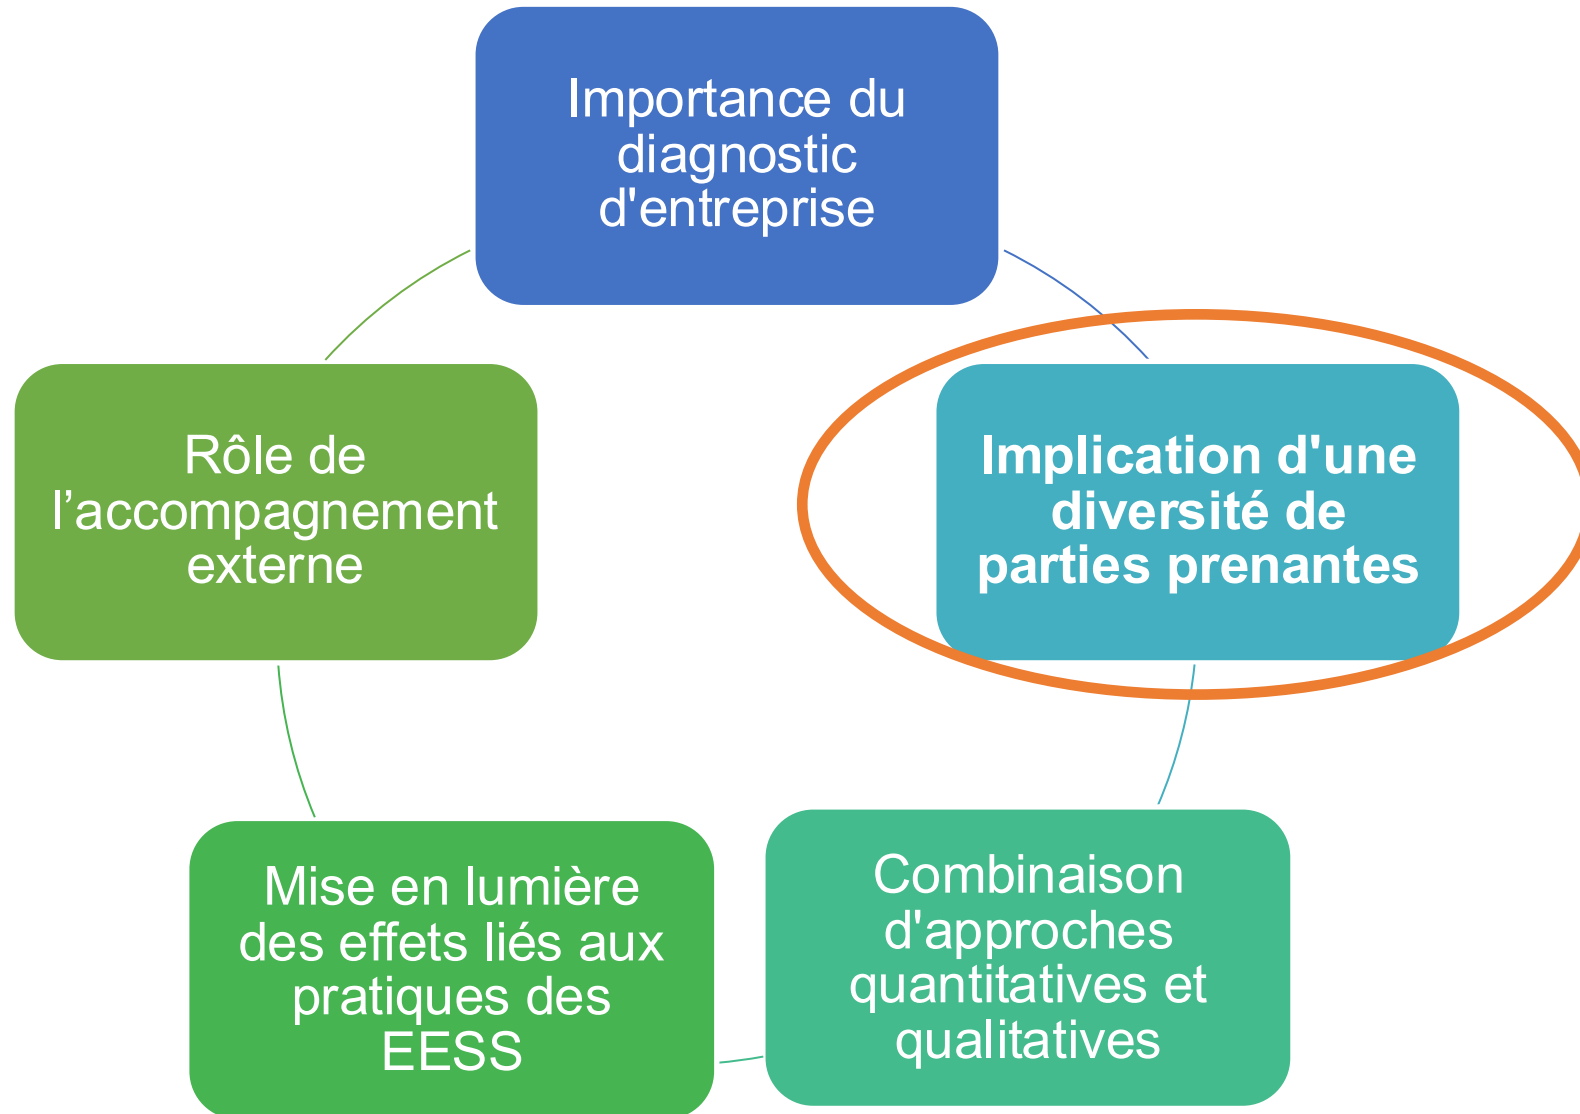 Importance du
diagnostic
d'entreprise
Implication d'une
diversité de
parties prenantes
Combinaison
d'approches
quantitatives et
qualitatives
Mise en lumière
des effets liés aux
pratiques des
EESS
Rôle de
l’accompagnement
externe